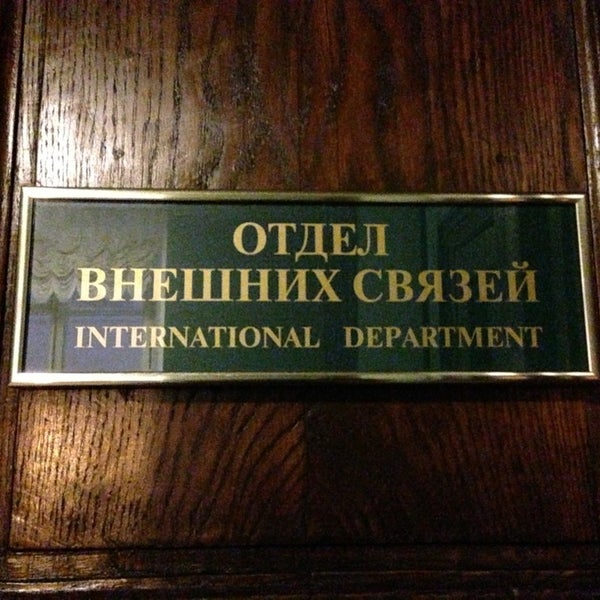 ОТДЕЛ
ВНЕШНИХ СВЯЗЕЙ
INTERNATIONAL DEPARTMENT